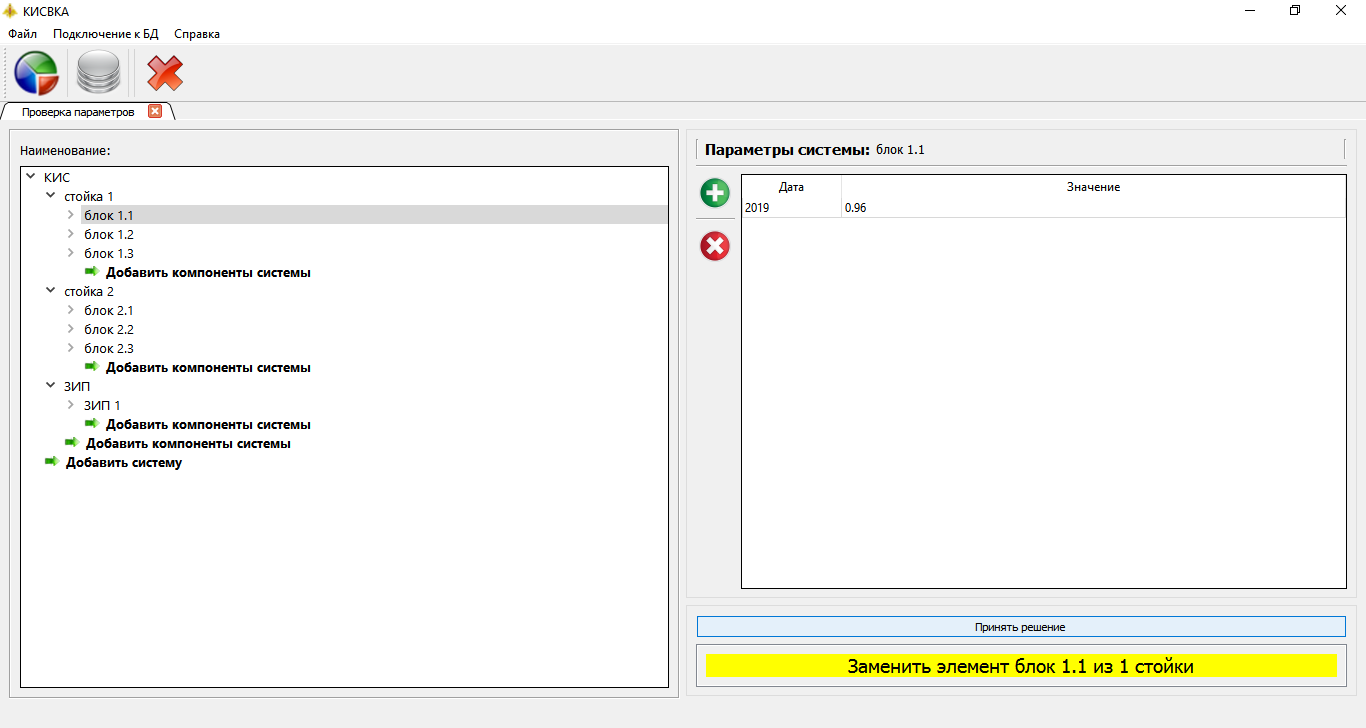 КИСВКА
Файл Подключение к БД Справка
Проверка параметров
Наименование:
КИС
стойка 1
блок 1.1
блок 1.2
блок 1.3
Добавить компоненты системы
стойка 2
блок 2.1
блок 2.2
блок 2.3
Добавить компоненты системы
ЗИП
ЗИП 1
Добавить компоненты системы
Добавить компоненты системы
Добавить систему
Параметры системы: блок 1.1
Дата Значение
2019 0.96
Принять решение
Заменить элемент блок 1.1 из 1 стойки